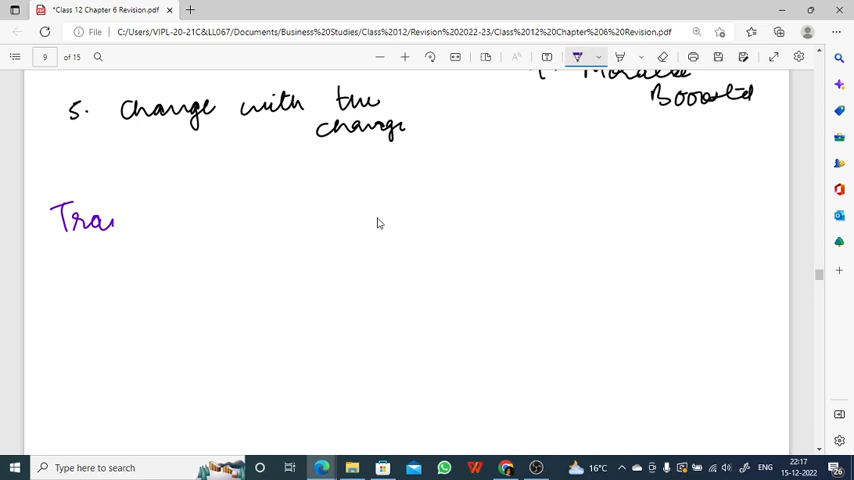 *Class 12 Chapter 6 Revision.pdf
File
C:/Users/VIPL-20-21C&LL067/Documents/Business%20Studies/Class%2012/Revision%202022-23/Class%2012%20Chapter%206%20Revision.pdf
9 of 15
Boosted
5. Change with the
change
Trai
Type here to search
16°C
ENG
22:17
15-12-2022
26